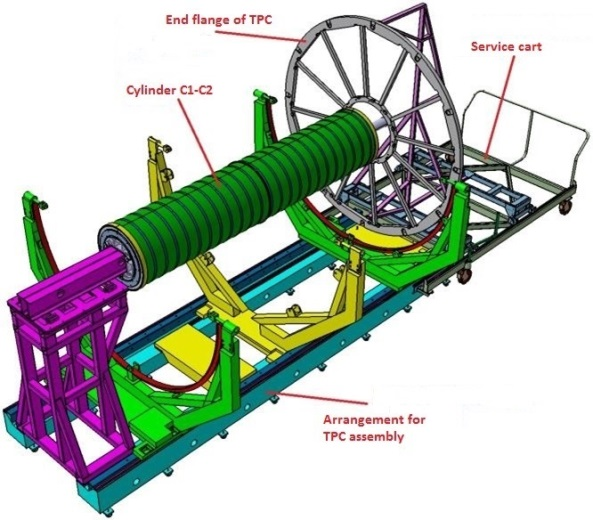 End flange of TPC
Service cart
Cylinder C1-C2
Arrangement for
TPC assembly